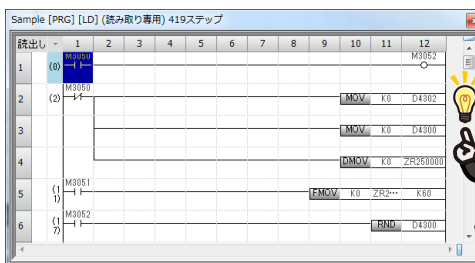 Sample [PRG] [LD] (読み取り専用) 419ステップ
読出し 1 2 3 4 5 6 7 8 9 10 11 12
M3050 M3052
1 (0)
M3050
2 (2) MOV K0 D4302
3 MOV K0 D4300
4 DMOV K0 ZR250000
M3051
5 (11) FMOV K0 ZR2… K60
M3052
6 (17) RND D4300